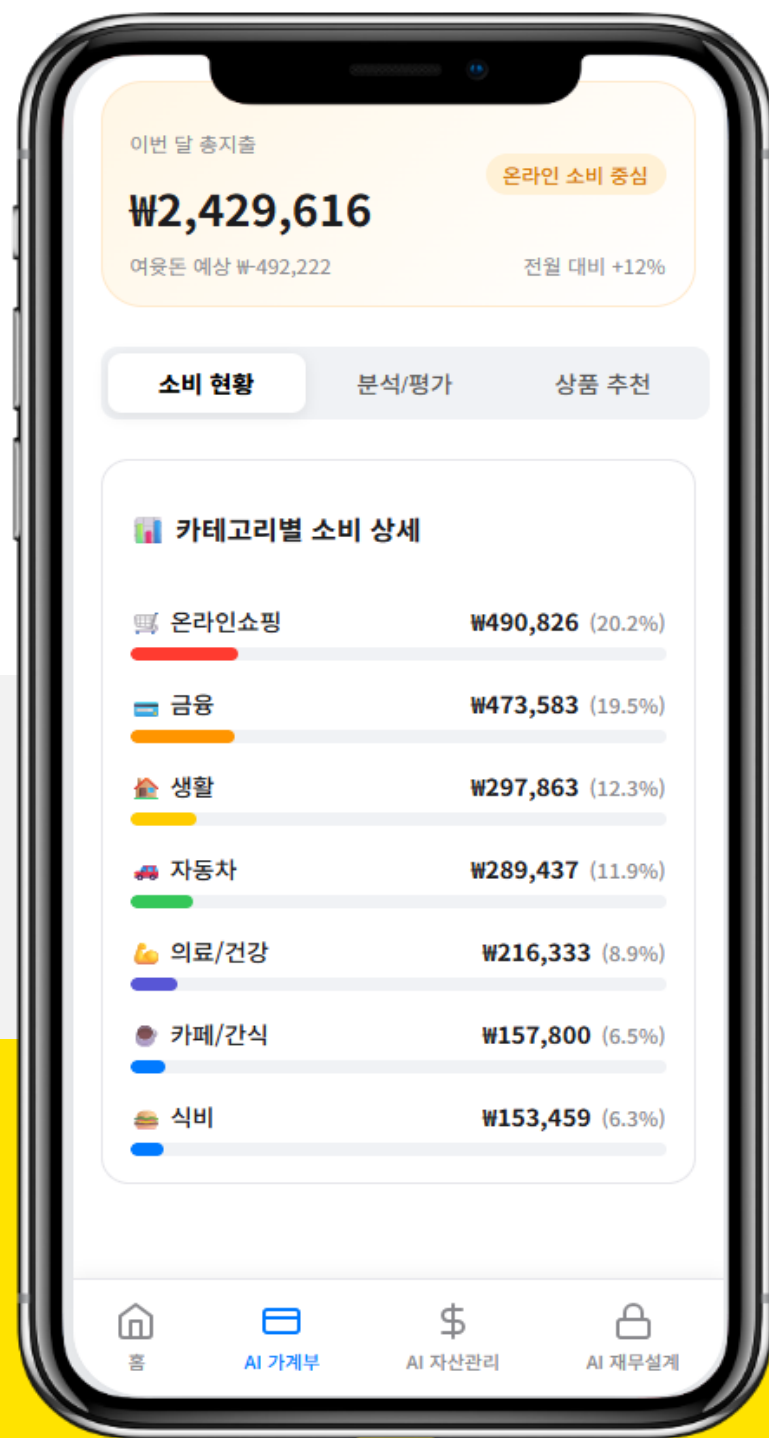 이번 달 총지출
온라인 소비 중심
₩2,429,616
여윳돈 예상 ₩-492,222
전월 대비 +12%
소비 현황
분석/평가
상품 추천
카테고리별 소비 상세
온라인쇼핑 ₩490,826 (20.2%)
금융 ₩473,583 (19.5%)
생활 ₩297,863 (12.3%)
자동차 ₩289,437 (11.9%)
의료/건강 ₩216,333 (8.9%)
카페/간식 ₩157,800 (6.5%)
식비 ₩153,459 (6.3%)
홈
AI 가계부
AI 자산관리
AI 재무설계